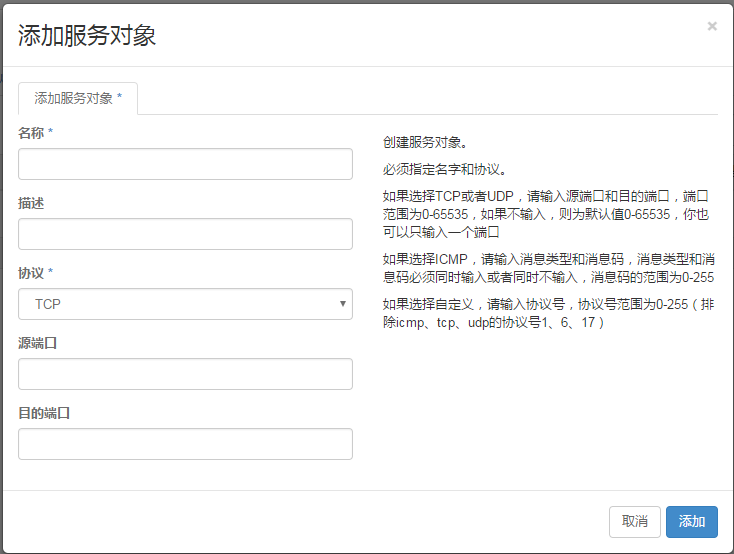 添加服务对象
×
添加服务对象 *
名称 *
描述
协议 *
TCP
源端口
目的端口
创建服务对象。
必须指定名字和协议。
如果选择TCP或者UDP，请输入源端口和目的端口，端口
范围为0-65535，如果不输入，则为默认值0-65535，你也
可以只输入一个端口
如果选择ICMP，请输入消息类型和消息码，消息类型和消
息码必须同时输入或者同时不输入，消息码的范围为0-255
如果选择自定义，请输入协议号，协议号范围为0-255（排
除icmp、tcp、udp的协议号1、6、17）
取消
添加